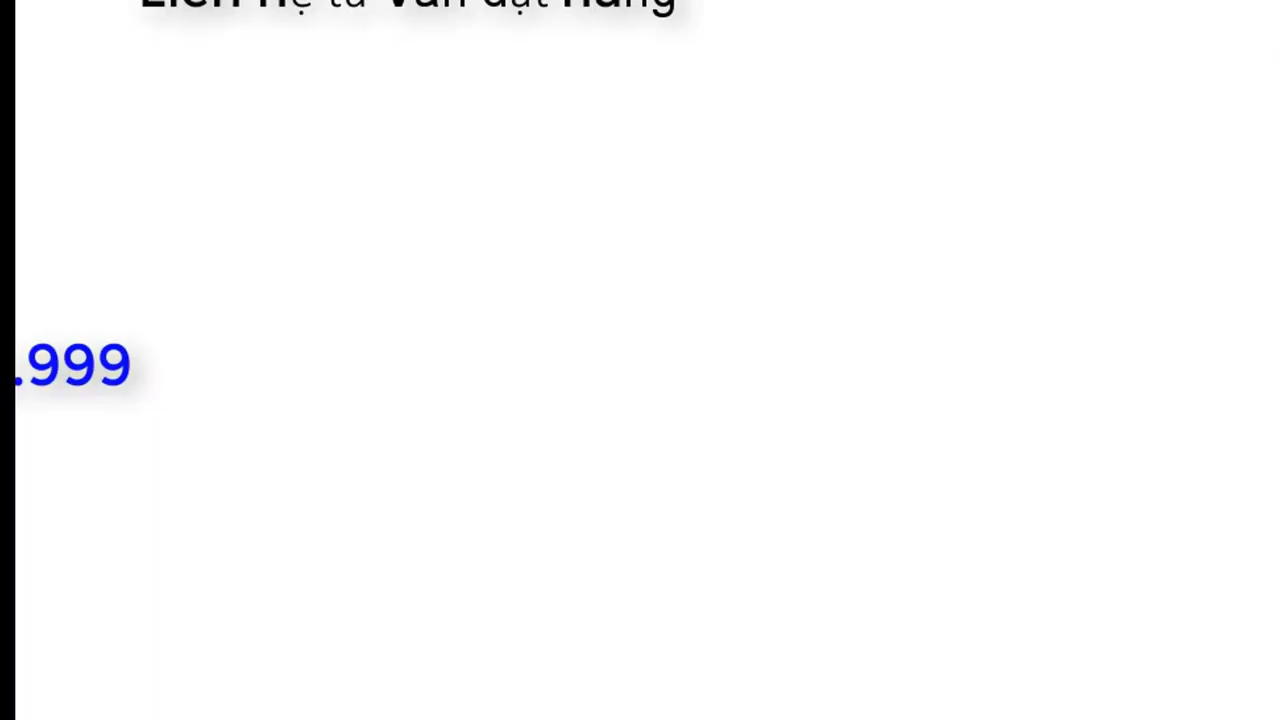 Liên hệ tư vấn đặt hàng
.999